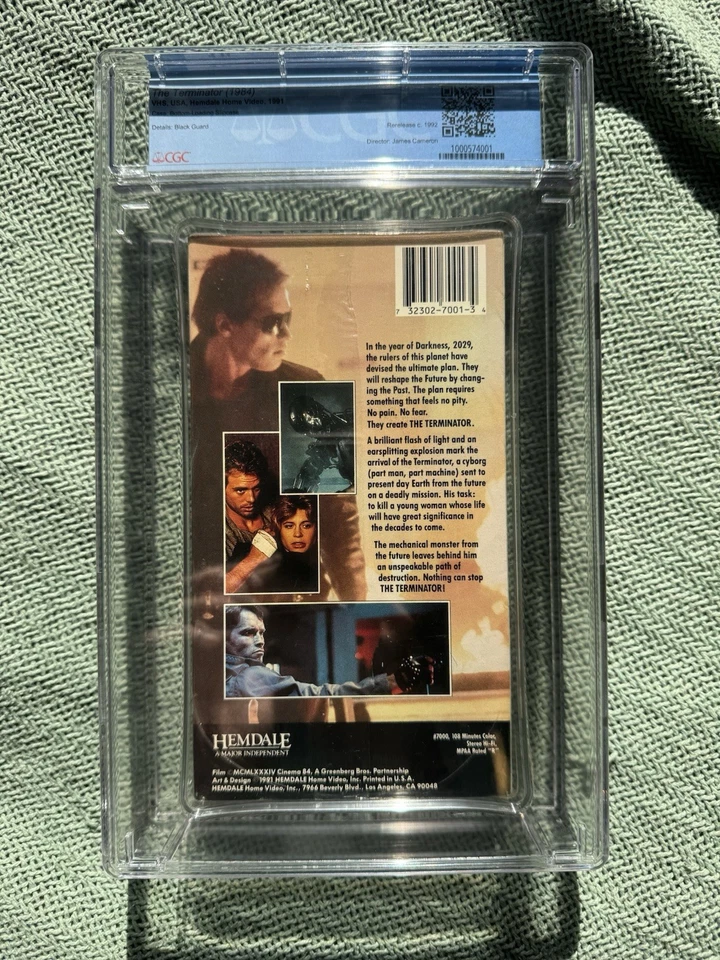 The Terminator (1984)
VHS, USA, Hemdale Home Video, 1991
Details: Black Guard
Rerelease c. 1992
Director: James Cameron
CGC
CGC
1000574001
7 32302-7001-3 4
In the year of Darkness, 2029,
the rulers of this planet have
devised the ultimate plan. They
will reshape the Future by chang-
ing the Past. The plan requires
something that feels no pity.
No pain. No fear.
They create THE TERMINATOR.
A brilliant flash of light and an
earsplitting explosion mark the
arrival of the Terminator, a cyborg
(part man, part machine) sent to
present day Earth from the future
on a deadly mission. His task:
to kill a young woman whose life
will have great significance in
the decades to come.
The mechanical monster from
the future leaves behind him
an unspeakable path of
destruction. Nothing can stop
THE TERMINATOR!
HEMDALE
A MAJOR INDEPENDENT
#7000, 108 Minutes Color,
Stereo Hi-Fi,
MPAA Rated "R"
Film © MCMLXXXIV Cinema 84, A Greenberg Bros. Partnership
Art & Design © 1991 HEMDALE Home Video, Inc. Printed in U.S.A.
HEMDALE Home Video, Inc., 7966 Beverly Blvd., Los Angeles, CA 90048